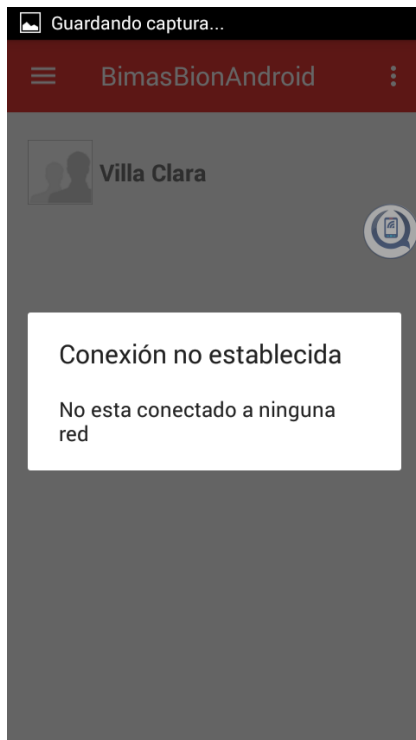 Guardando captura...
BimasBionAndroid
Villa Clara
Conexión no establecida
No esta conectado a ninguna
red